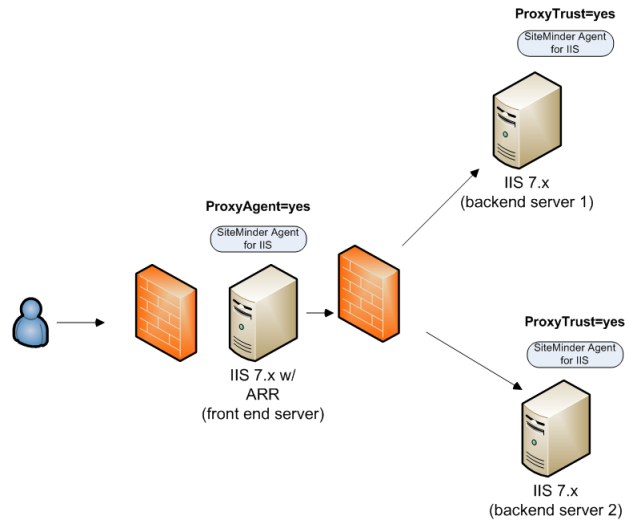 ProxyTrust=yes
SiteMinder Agent
for IIS
IIS 7.x
(backend server 1)
ProxyAgent=yes
SiteMinder Agent
for IIS
IIS 7.x w/
ARR
(front end server)
ProxyTrust=yes
SiteMinder Agent
for IIS
IIS 7.x
(backend server 2)